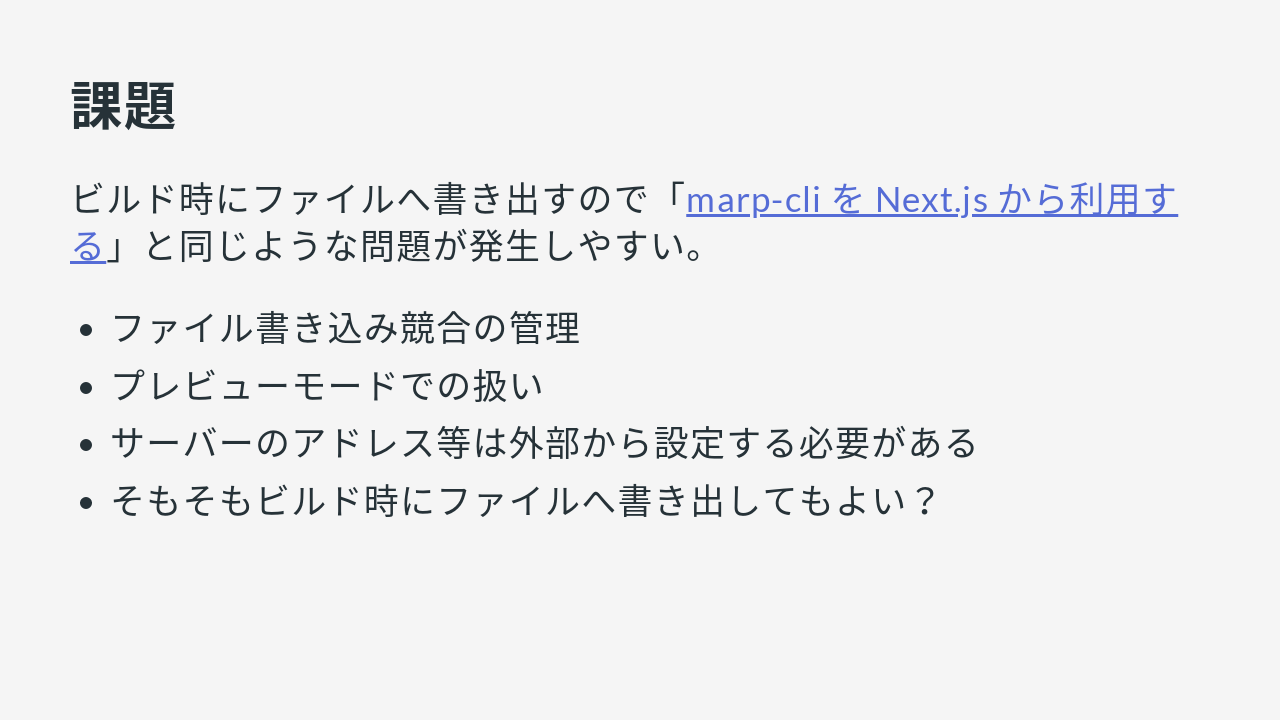 課題
ビルド時にファイルへ書き出すので「marp-cli を Next.js から利用す
る」と同じような問題が発生しやすい。
• ファイル書き込み競合の管理
• プレビューモードでの扱い
• サーバーのアドレス等は外部から設定する必要がある
• そもそもビルド時にファイルへ書き出してもよい？